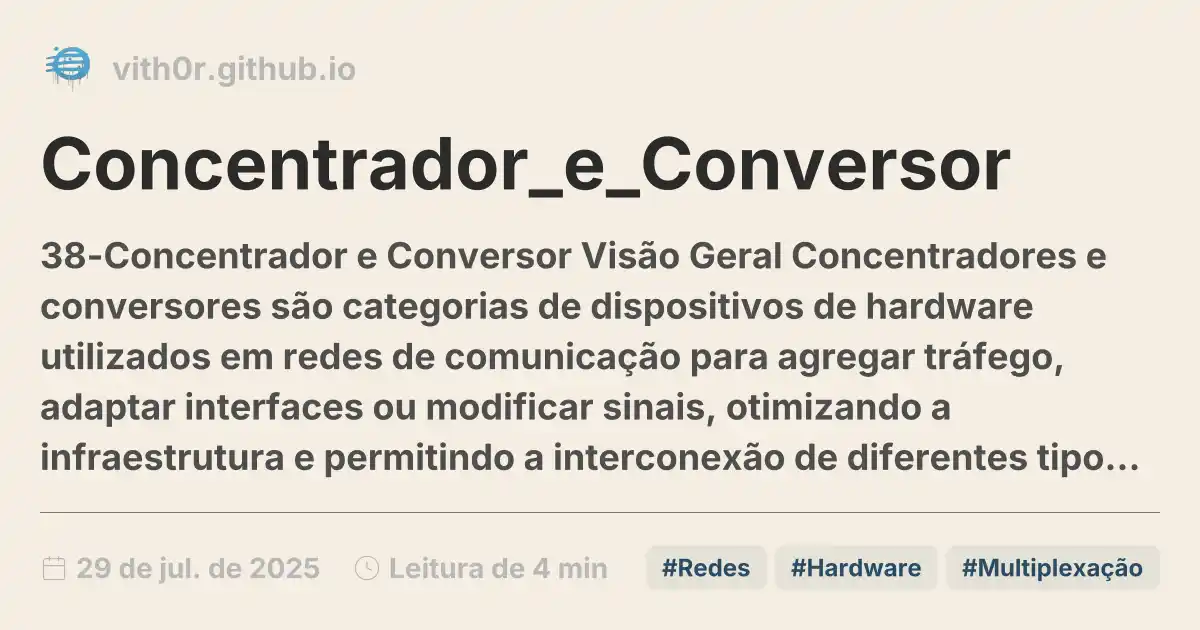 vith0r.github.io
Concentrador_e_Conversor
38-Concentrador e Conversor Visão Geral Concentradores e
conversores são categorias de dispositivos de hardware
utilizados em redes de comunicação para agregar tráfego,
adaptar interfaces ou modificar sinais, otimizando a
infraestrutura e permitindo a interconexão de diferentes tipo...
29 de jul. de 2025 Leitura de 4 min #Redes #Hardware #Multiplexação